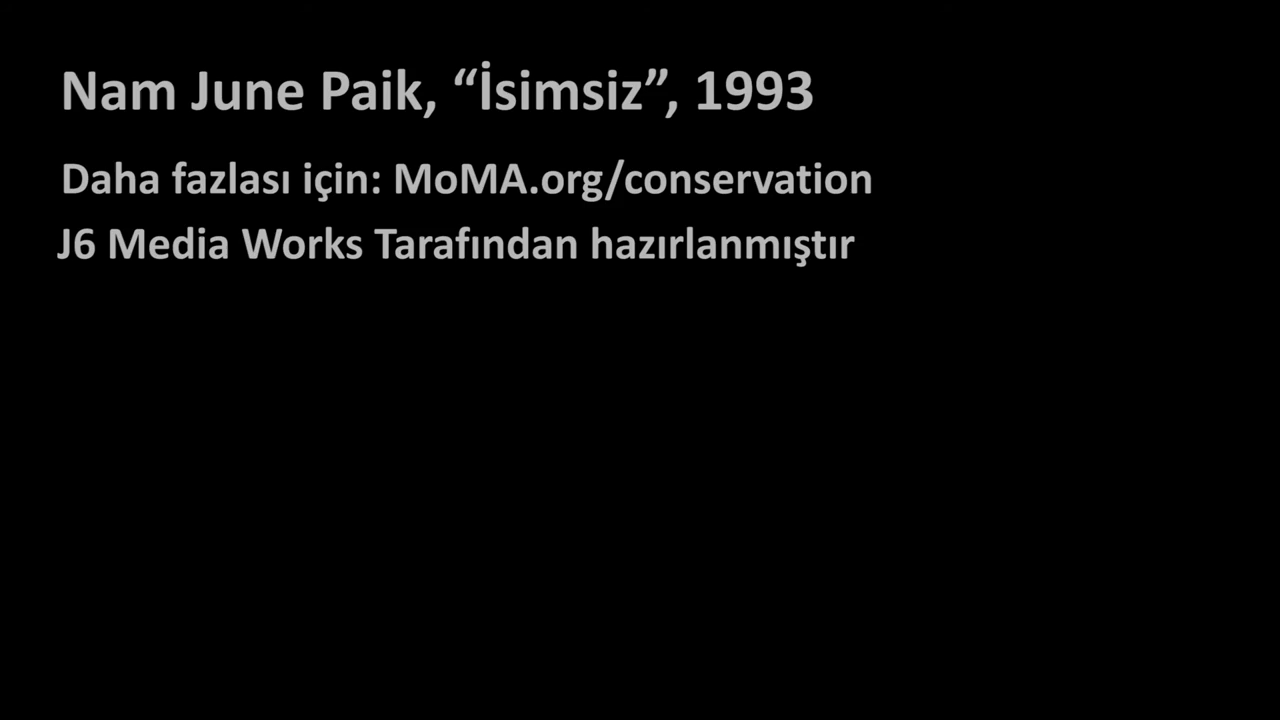 Nam June Paik, “İsimsiz”, 1993
Daha fazlası için: MoMA.org/conservation
J6 Media Works Tarafından hazırlanmıştır